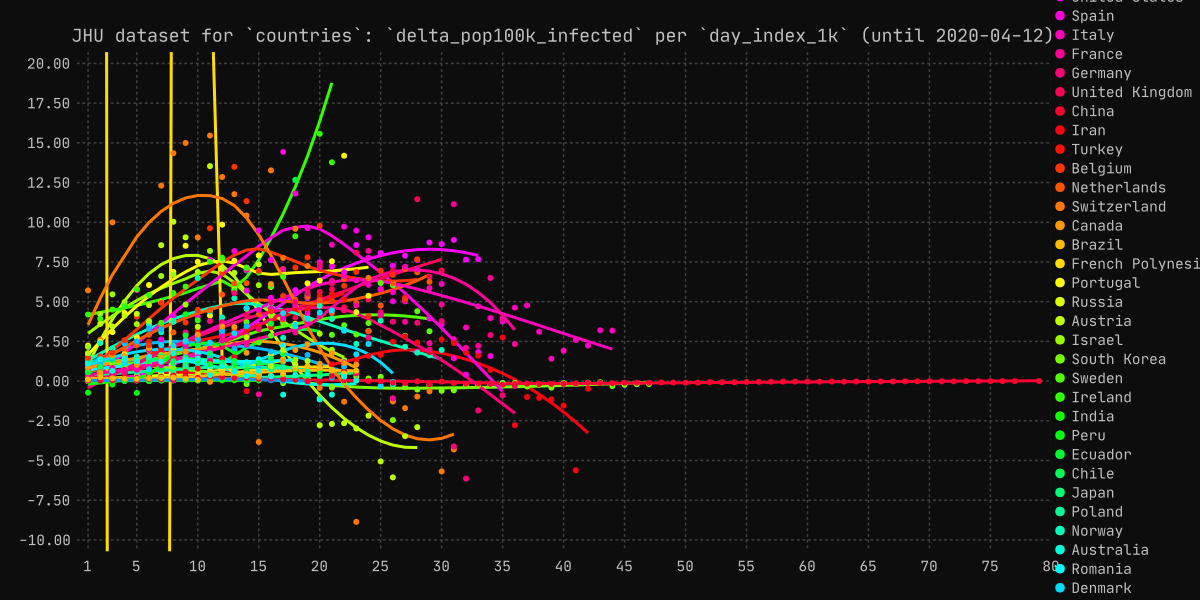 JHU dataset for `countries`: `delta_pop100k_infected` per `day_index_1k` (until 2020-04-12)
20.00
17.50
15.00
12.50
10.00
7.50
5.00
2.50
0.00
-2.50
-5.00
-7.50
-10.00
1 5 10 15 20 25 30 35 40 45 50 55 60 65 70 75 80
Spain
Italy
France
Germany
United Kingdom
China
Iran
Turkey
Belgium
Netherlands
Switzerland
Canada
Brazil
French Polynesi
Portugal
Russia
Austria
Israel
South Korea
Sweden
Ireland
India
Peru
Ecuador
Chile
Japan
Poland
Norway
Australia
Romania
Denmark